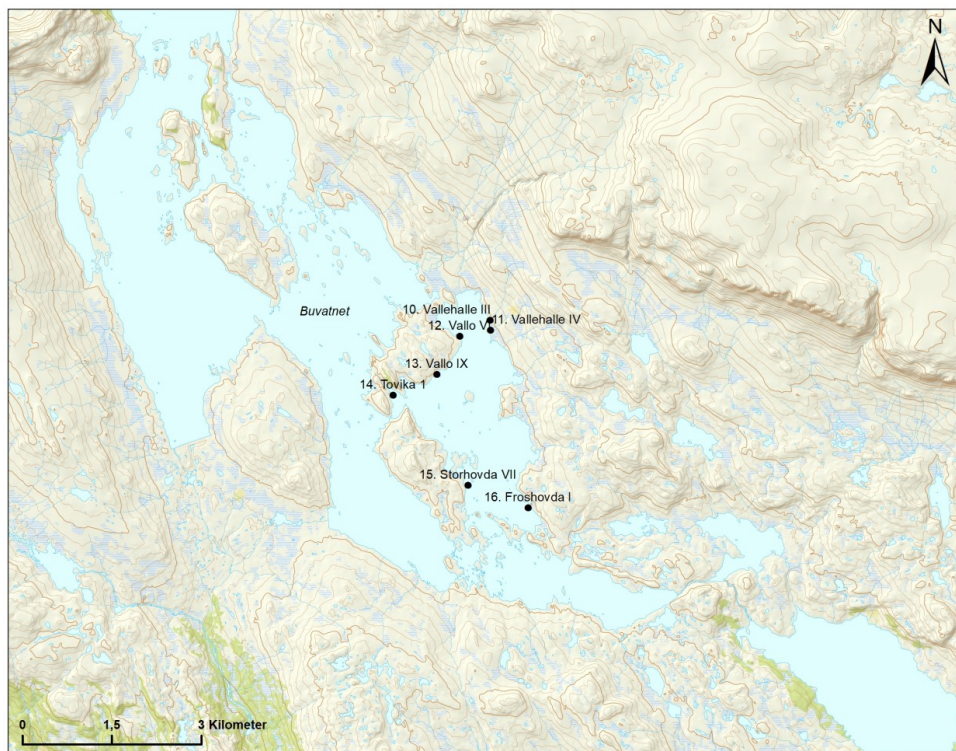 N
Buvatnet
10. Vallehalle III
11. Vallehalle IV
12. Vallo VI
13. Vallo IX
14. Tovika 1
15. Storhovda VII
16. Froshovda I
0 1,5 3 Kilometer